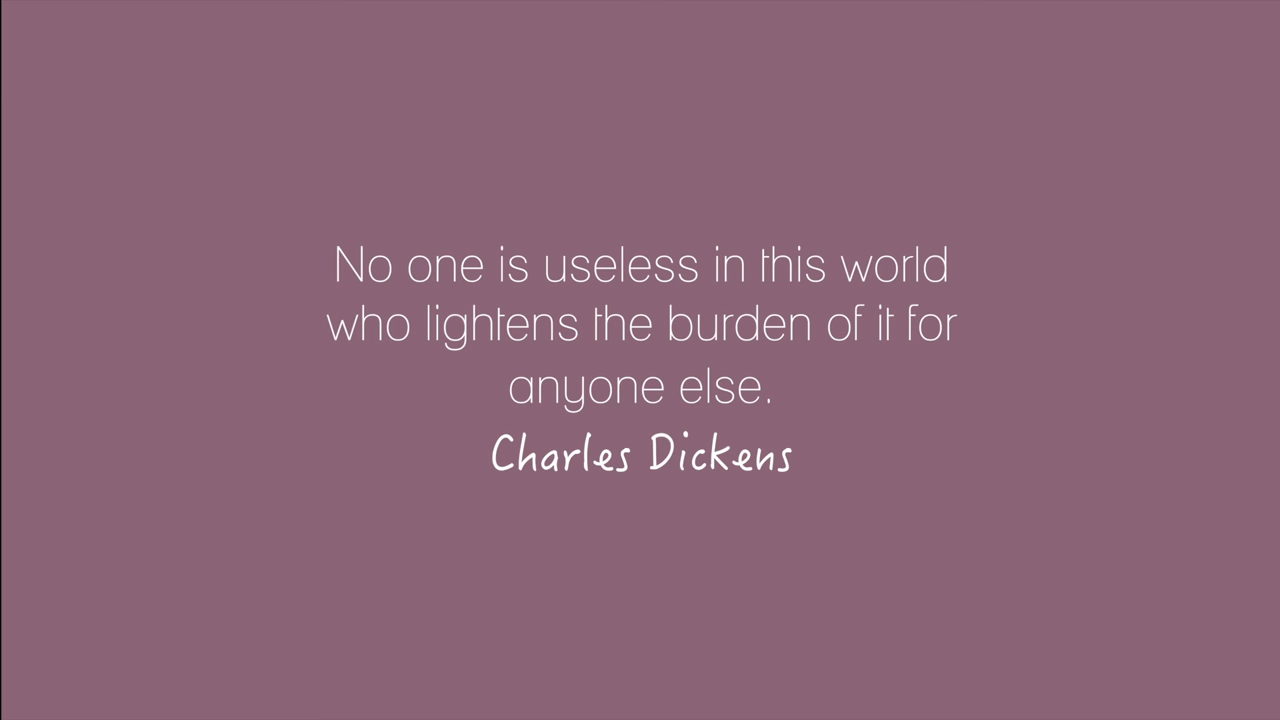 No one is useless in this world
who lightens the burden of it for
anyone else.
Charles Dickens